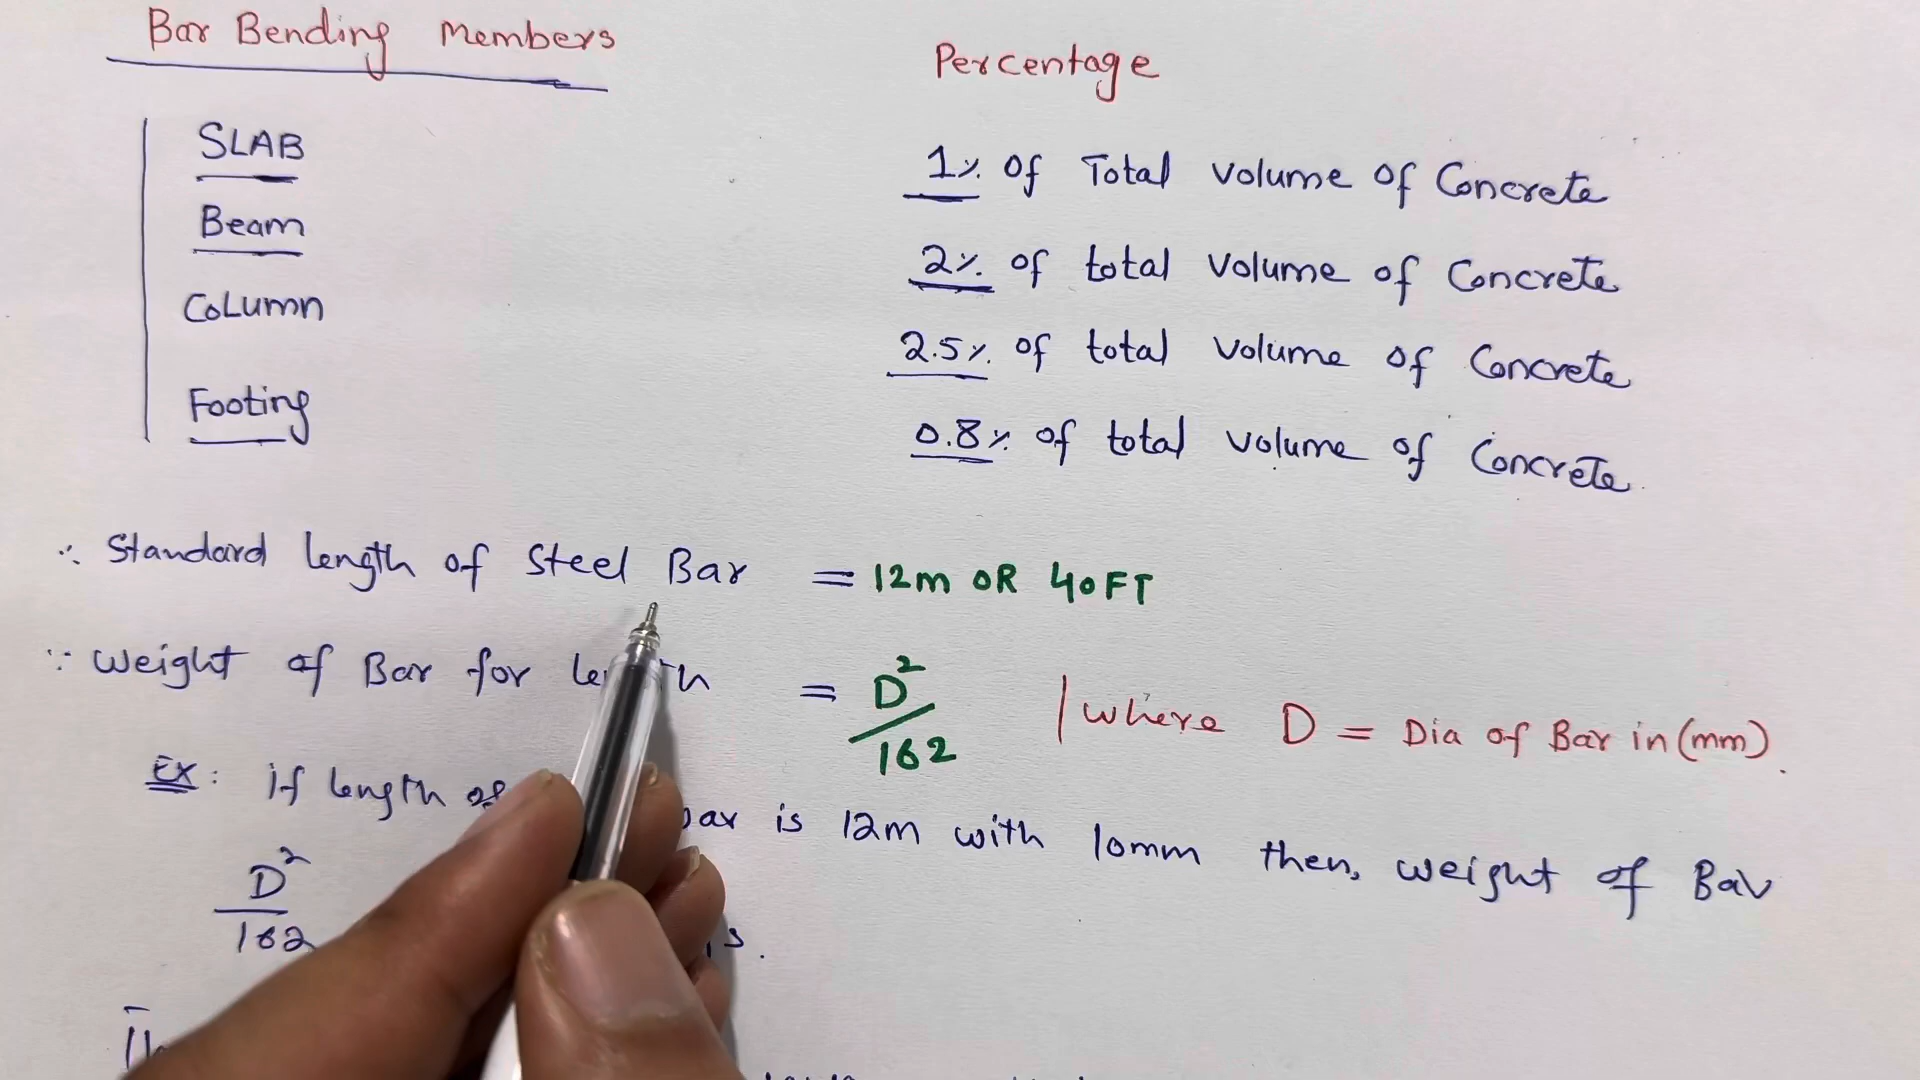 Bar Bending Members
Percentage
SLAB
1% of Total Volume of Concrete
Beam
2% of total Volume of Concrete
CoLumn
2.5% of total Volume of Concrete
Footing
0.8% of total Volume of Concrete.
∴ Standard length of Steel Bar = 12m OR 40FT
∵ Weight of Bar for = D²/162 | where D = Dia of Bar in (mm).
Ex: if length of bar is 12m with 10mm then, weight of Bar
D²/162